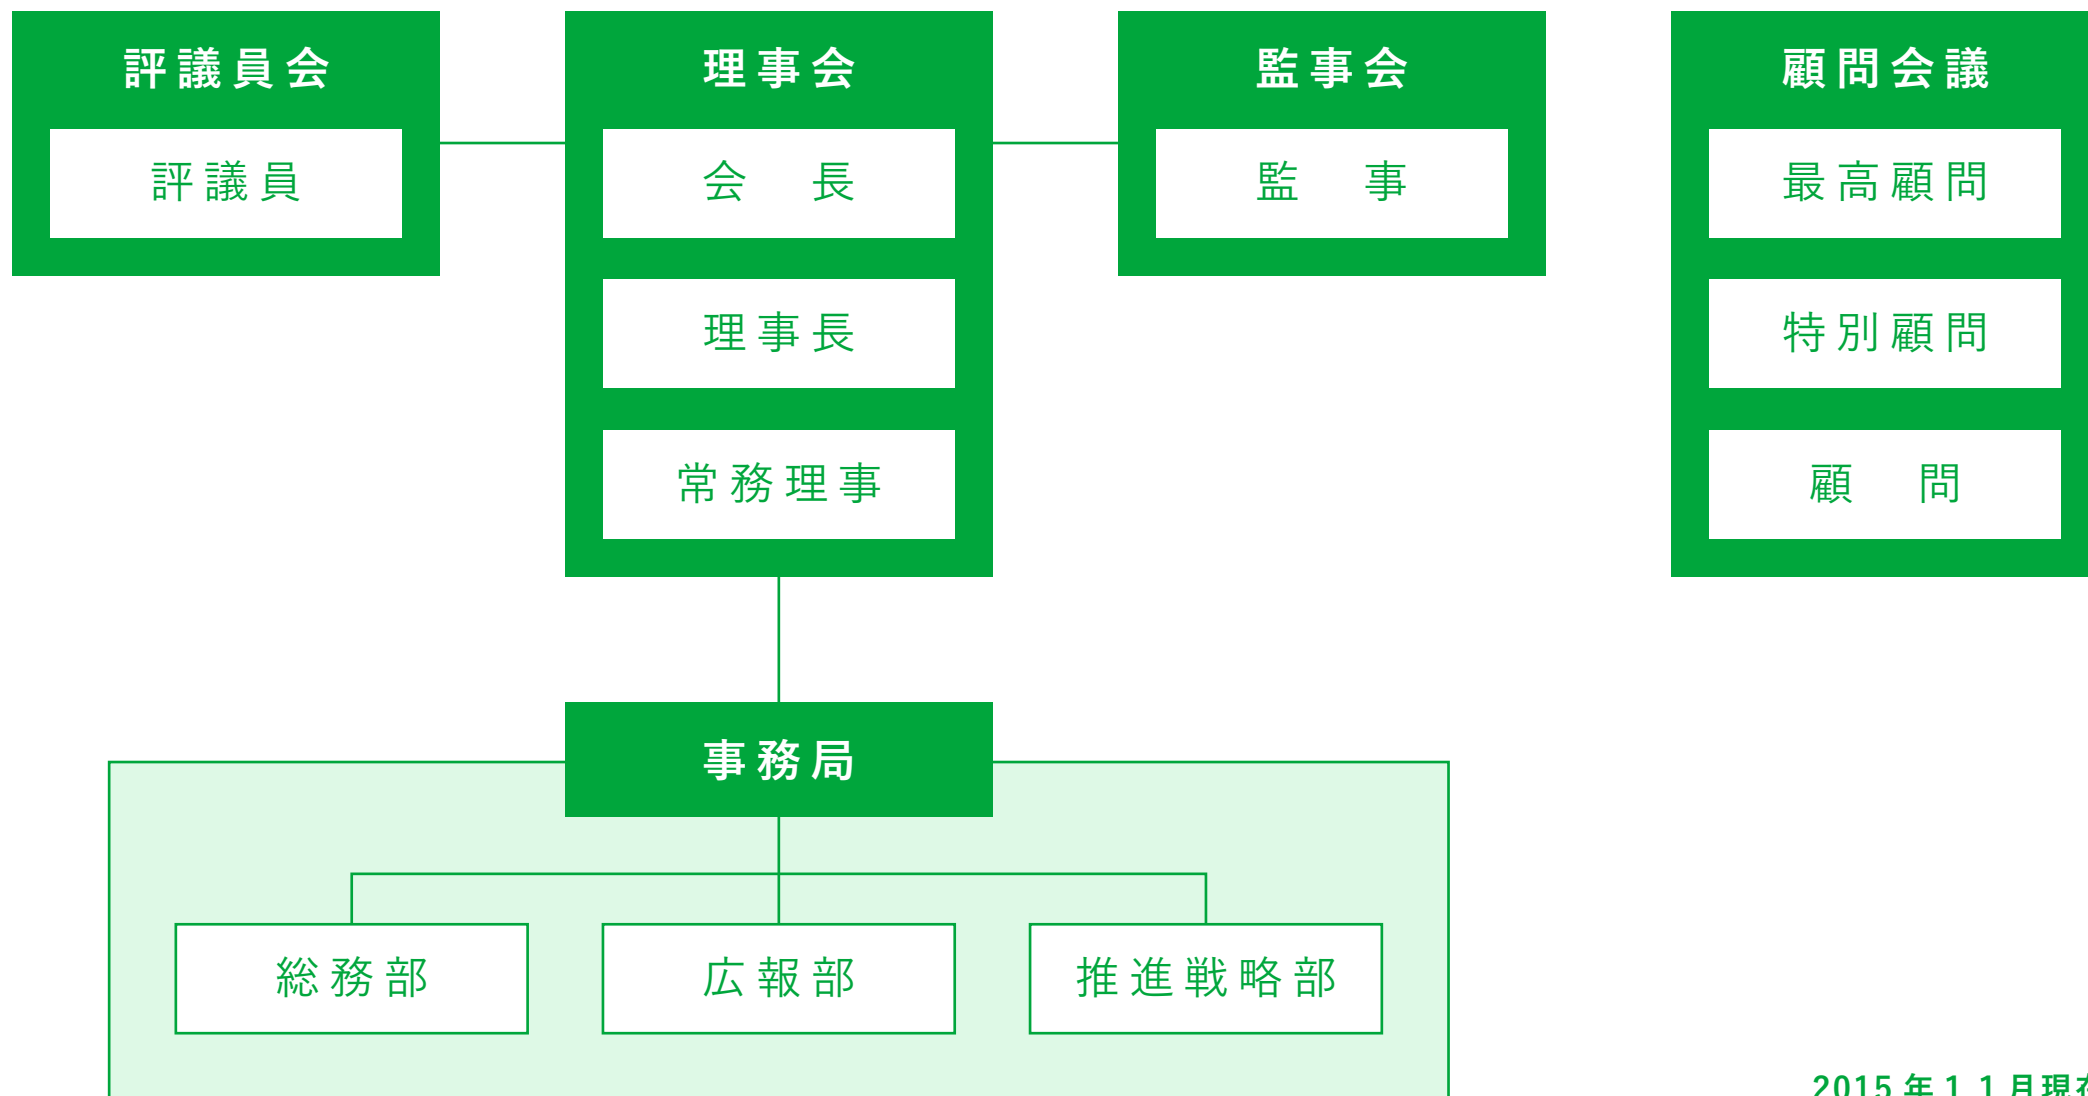 評議員会
評議員
理事会
会　長
理事長
常務理事
監事会
監　事
顧問会議
最高顧問
特別顧問
顧　問
事務局
総務部
広報部
推進戦略部
2015年１１月現在